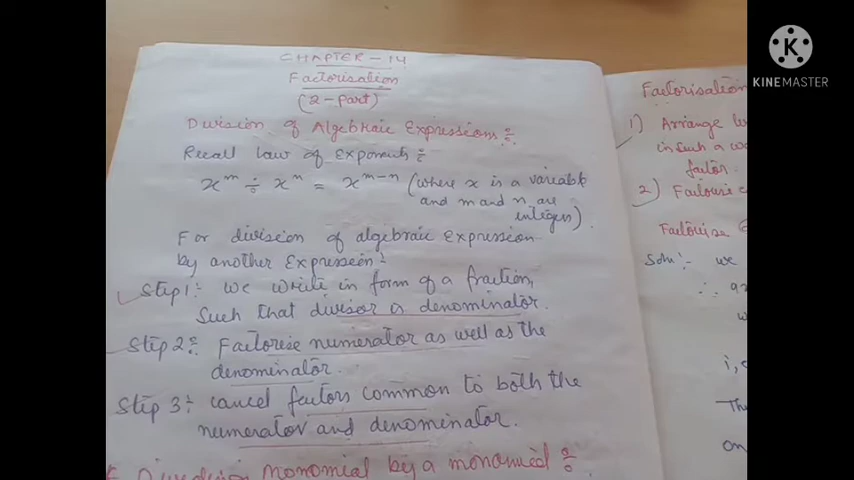 CHAPTER - 14
Factorisation
(2-Part)
Division of Algebraic Expressions :-
Recall Law of Exponents :-
x^m ÷ x^n = x^(m-n) (where x is a variable
and m and n are
integers).
For division of algebraic Expression
by another Expression :-
Step 1 :- We write in form of a fraction,
Such that divisor is denominator.
Step 2 :- Factorise numerator as well as the
denominator.
Step 3 :- cancel factors common to both the
numerator and denominator.
Dividing Monomial by a monomial :-
Factorisation
1) Arrange
in such a
factor.
2) Factorise
Factorise
Soln :- we
∴
i,
on
K
KINEMASTER